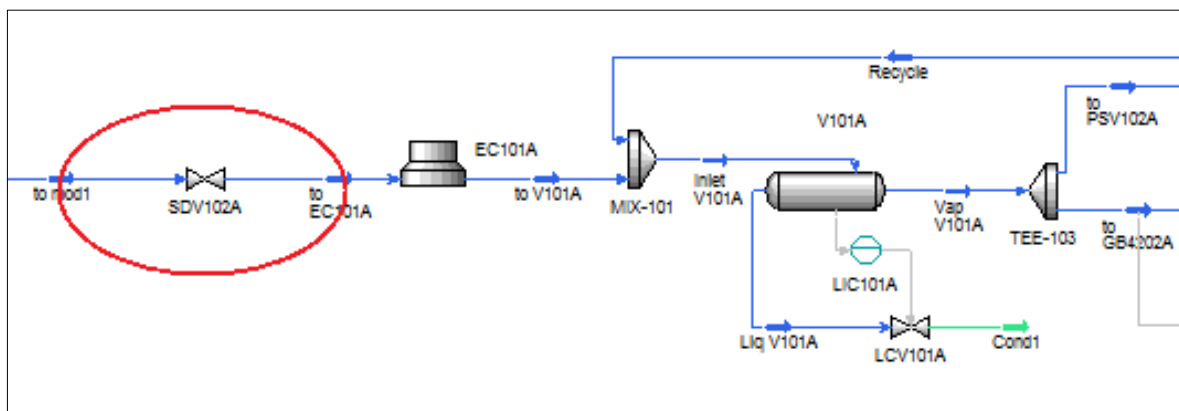 Recycle
to
PSV102A
V101A
EC101A
to mod1
SDV102A
to
EC101A
to V101A
MIX-101
Inlet
V101A
Vap
V101A
TEE-103
to
GB4202A
LIC101A
Liq V101A
LCV101A
Cond1